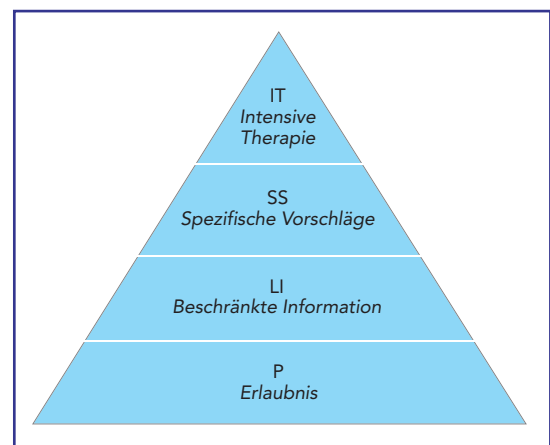 IT
Intensive
Therapie
SS
Spezifische Vorschläge
LI
Beschränkte Information
P
Erlaubnis